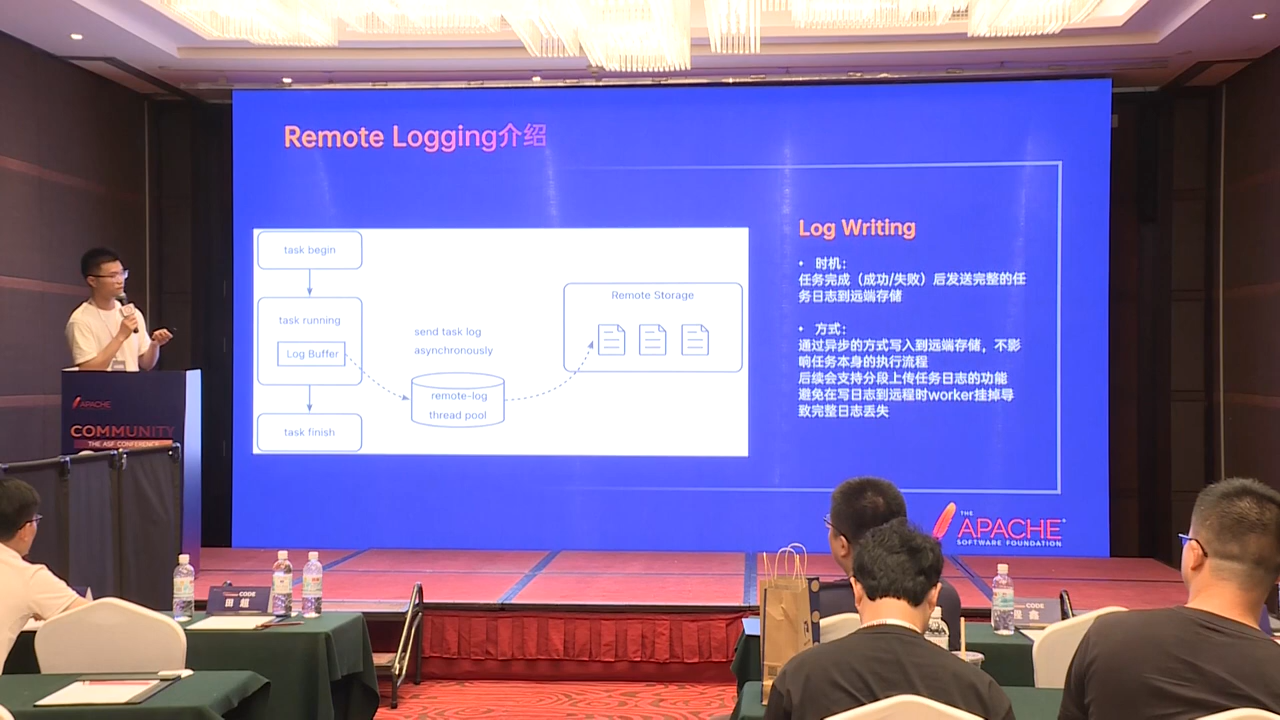 Remote Logging介绍
task begin
task running
Log Buffer
task finish
send task log
asynchronously
remote-log
thread pool
Remote Storage
Log Writing
• 时机：
任务完成（成功/失败）后发送完整的任
务日志到远端存储
• 方式：
通过异步的方式写入到远端存储，不影
响任务本身的执行流程
后续会支持分段上传任务日志的功能
避免在写日志到远程时worker挂掉导
致完整日志丢失
THE
APACHE
SOFTWARE FOUNDATION
APACHE
COMMUNITY
THE ASF CONFERENCE
CODE
田 超
CODE
鑫